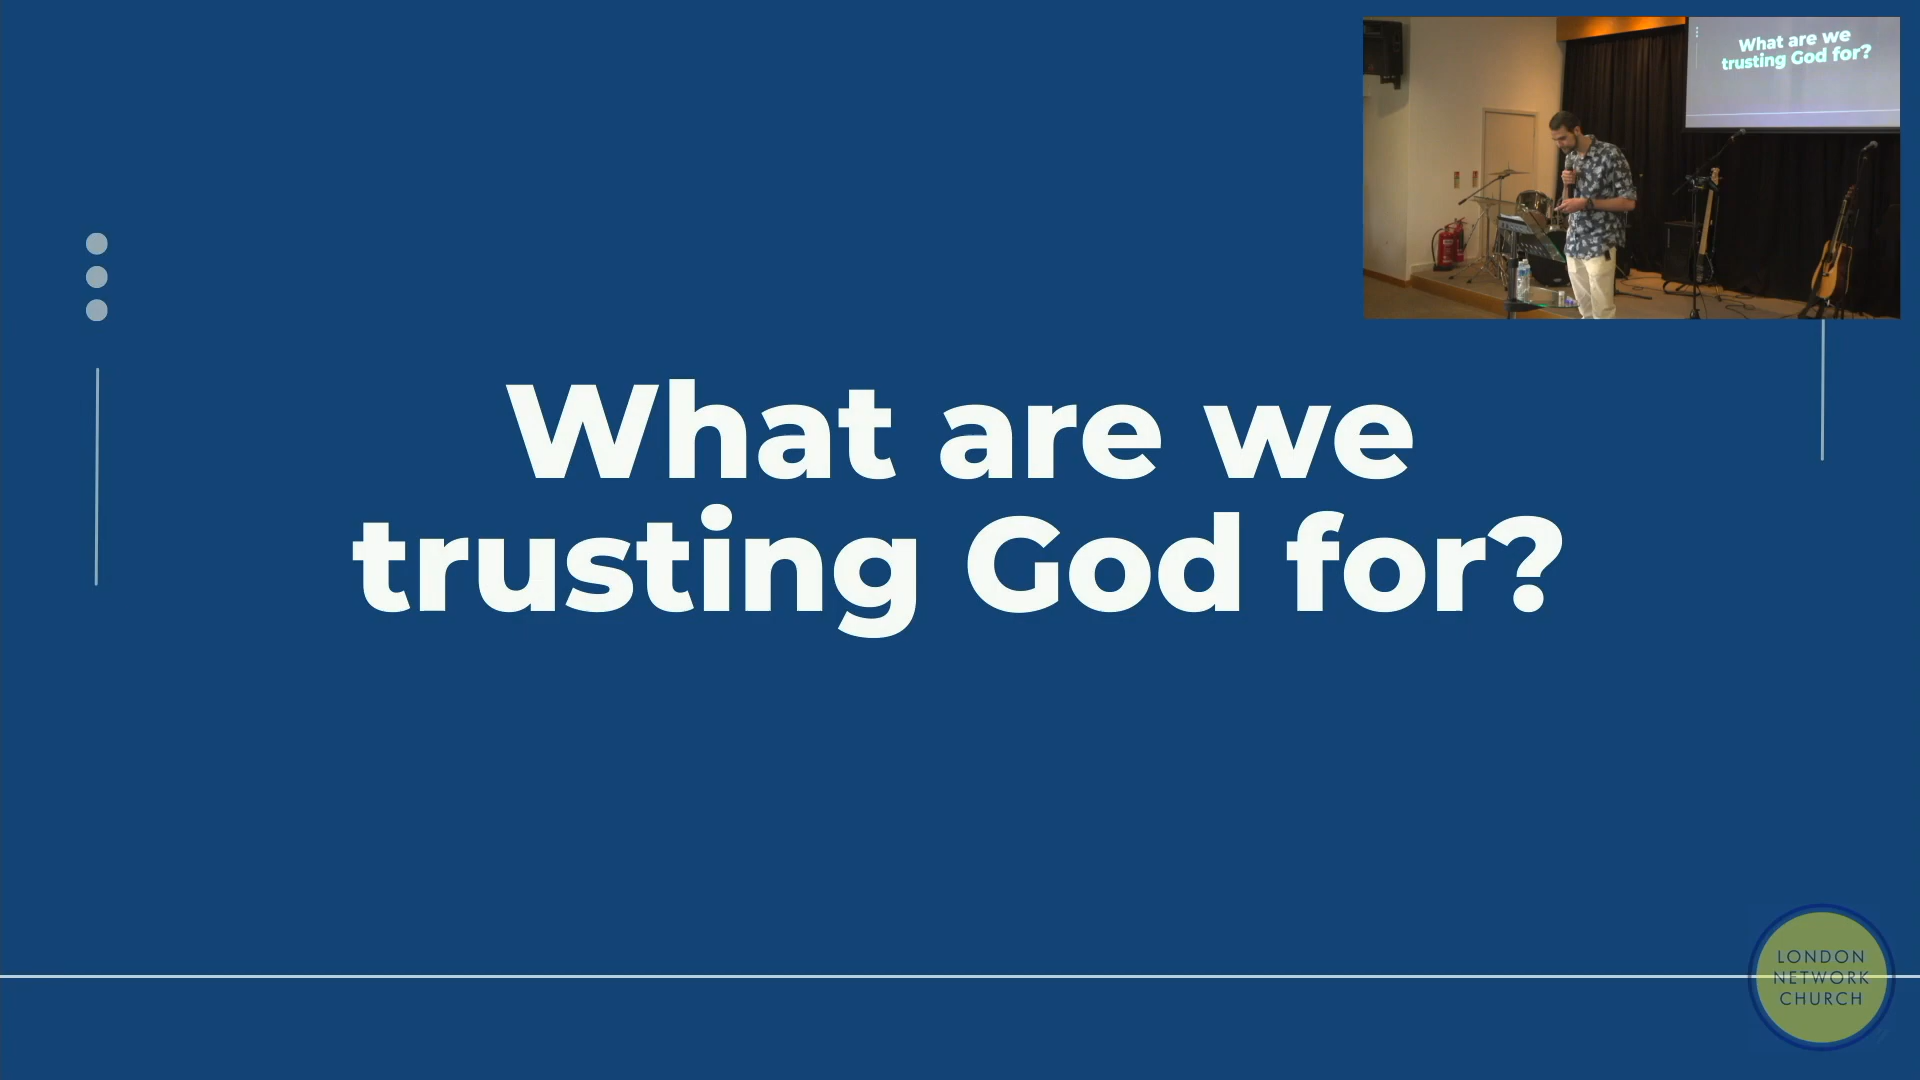 What are we
trusting God for?
What are we
trusting God for?
LONDON
NETWORK
CHURCH